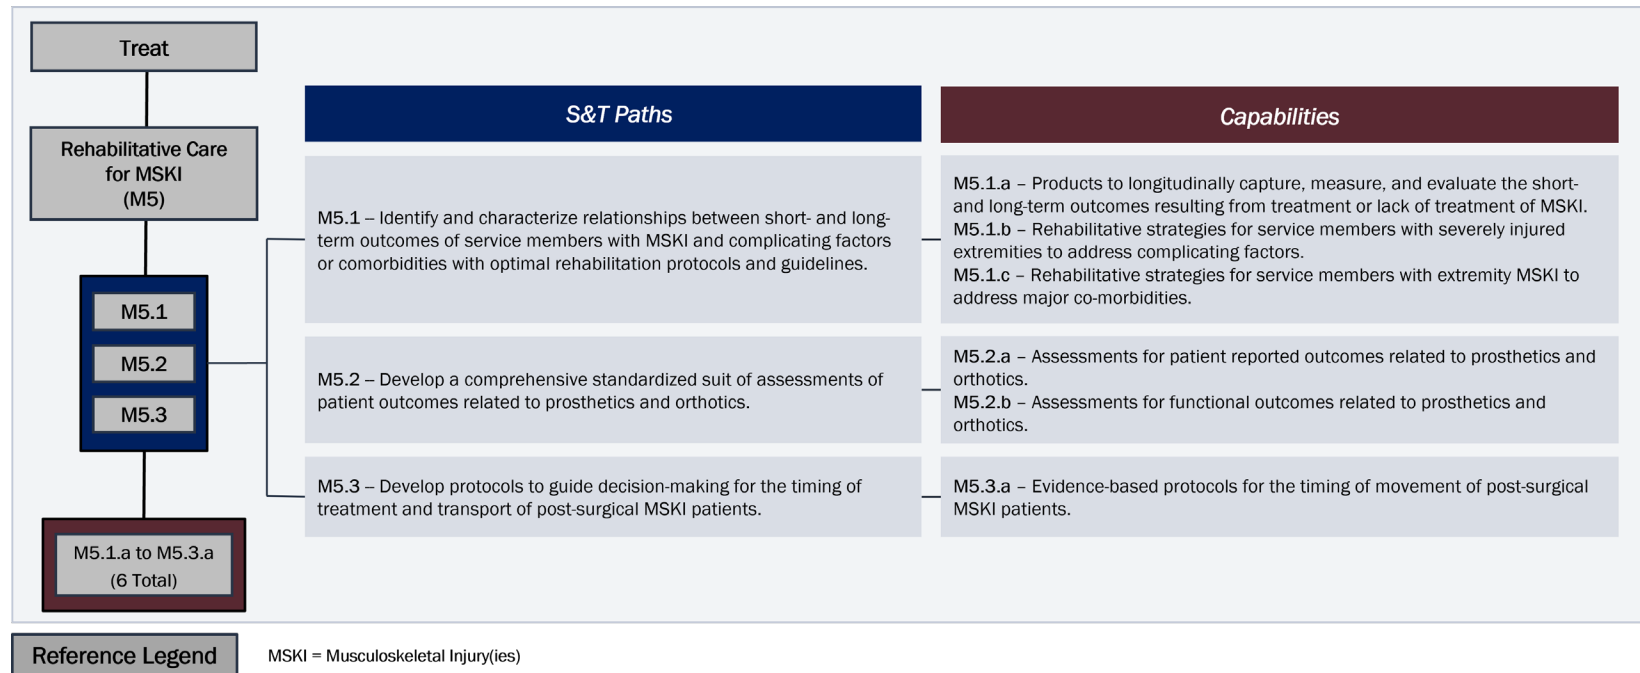 Treat
Rehabilitative Care
for MSKI
(M5)
M5.1
M5.2
M5.3
M5.1.a to M5.3.a
(6 Total)
S&T Paths
Capabilities
M5.1 – Identify and characterize relationships between short- and long-
term outcomes of service members with MSKI and complicating factors
or comorbidities with optimal rehabilitation protocols and guidelines.
M5.1.a – Products to longitudinally capture, measure, and evaluate the short-
and long-term outcomes resulting from treatment or lack of treatment of MSKI.
M5.1.b – Rehabilitative strategies for service members with severely injured
extremities to address complicating factors.
M5.1.c – Rehabilitative strategies for service members with extremity MSKI to
address major co-morbidities.
M5.2 – Develop a comprehensive standardized suit of assessments of
patient outcomes related to prosthetics and orthotics.
M5.2.a – Assessments for patient reported outcomes related to prosthetics and
orthotics.
M5.2.b – Assessments for functional outcomes related to prosthetics and
orthotics.
M5.3 – Develop protocols to guide decision-making for the timing of
treatment and transport of post-surgical MSKI patients.
M5.3.a – Evidence-based protocols for the timing of movement of post-surgical
MSKI patients.
Reference Legend
MSKI = Musculoskeletal Injury(ies)